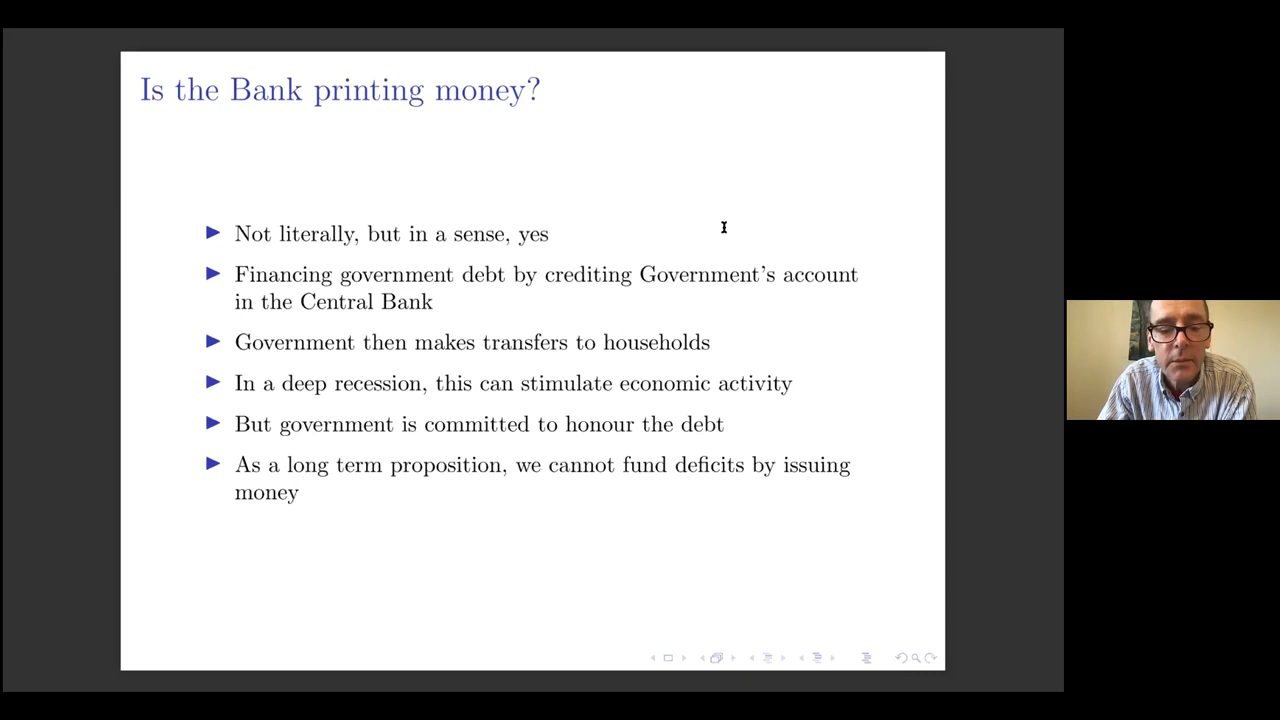 Is the Bank printing money?
Not literally, but in a sense, yes
Financing government debt by crediting Government's account
in the Central Bank
Government then makes transfers to households
In a deep recession, this can stimulate economic activity
But government is committed to honour the debt
As a long term proposition, we cannot fund deficits by issuing
money